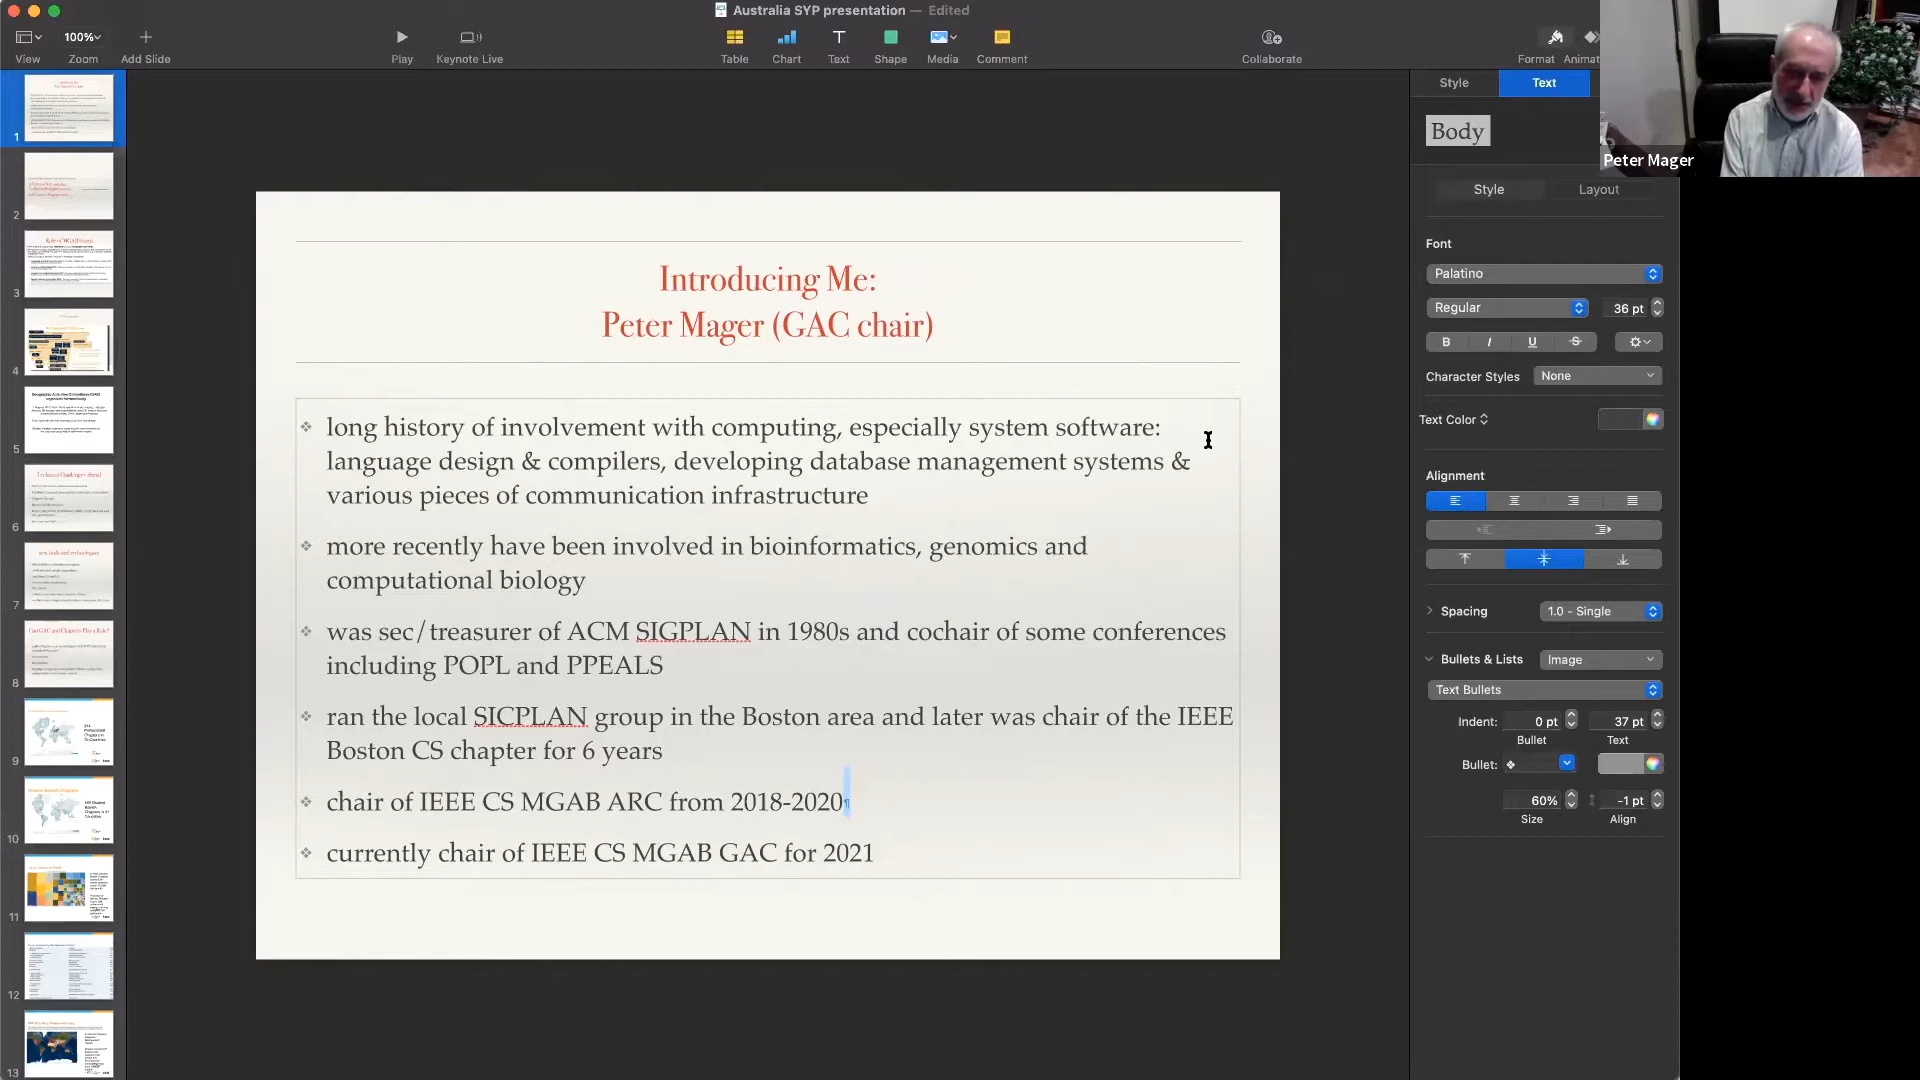 Australia SYP presentation — Edited
100%
View
Zoom
Add Slide
Play
Keynote Live
Table
Chart
Text
Shape
Media
Comment
Collaborate
Format
Animat
Peter Mager
1
2
3
4
5
6
7
8
9
10
11
12
13
Introducing Me:
Peter Mager (GAC chair)
❖ long history of involvement with computing, especially system software:
language design & compilers, developing database management systems &
various pieces of communication infrastructure
❖ more recently have been involved in bioinformatics, genomics and
computational biology
❖ was sec/treasurer of ACM SIGPLAN in 1980s and cochair of some conferences
including POPL and PPEALS
❖ ran the local SICPLAN group in the Boston area and later was chair of the IEEE
Boston CS chapter for 6 years
❖ chair of IEEE CS MGAB ARC from 2018-2020
❖ currently chair of IEEE CS MGAB GAC for 2021
Style
Text
Body
Style
Layout
Font
Palatino
Regular
36 pt
B I U S
Character Styles
None
Text Color
Alignment
Spacing
1.0 - Single
Bullets & Lists
Image
Text Bullets
Indent:
0 pt
37 pt
Bullet
Text
Bullet:
❖
60%
-1 pt
Size
Align